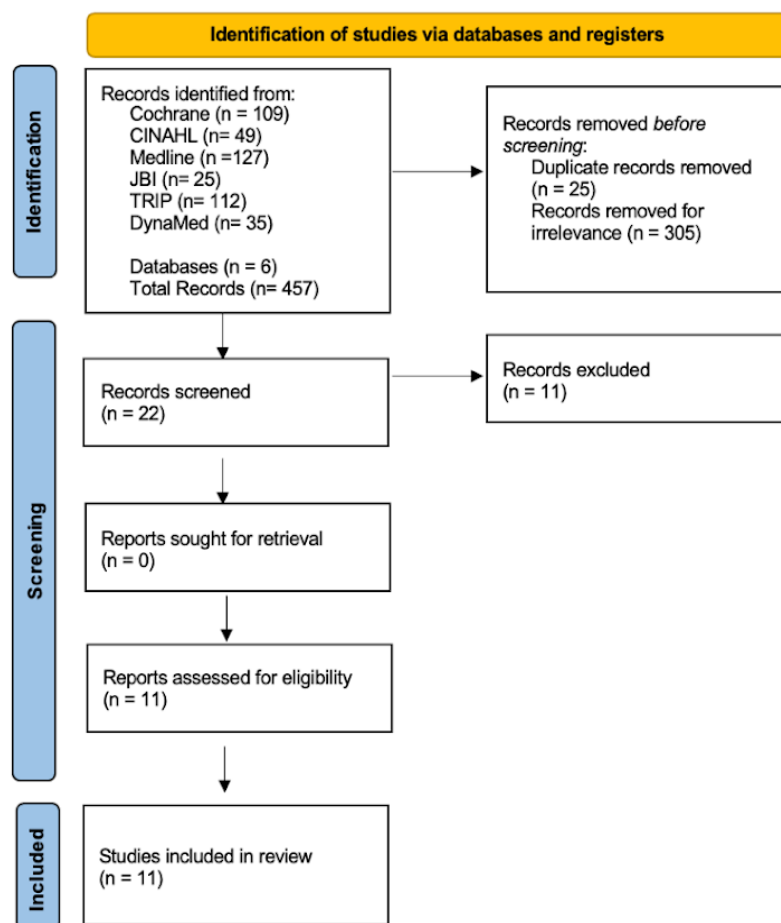 Identification of studies via databases and registers
Identification
Records identified from:
Cochrane (n = 109)
CINAHL (n= 49)
Medline (n =127)
JBI (n= 25)
TRIP (n= 112)
DynaMed (n= 35)
Databases (n = 6)
Total Records (n= 457)
Records removed before
screening:
Duplicate records removed
(n = 25)
Records removed for
irrelevance (n = 305)
Screening
Records screened
(n = 22)
Records excluded
(n = 11)
Reports sought for retrieval
(n = 0)
Reports assessed for eligibility
(n = 11)
Included
Studies included in review
(n = 11)